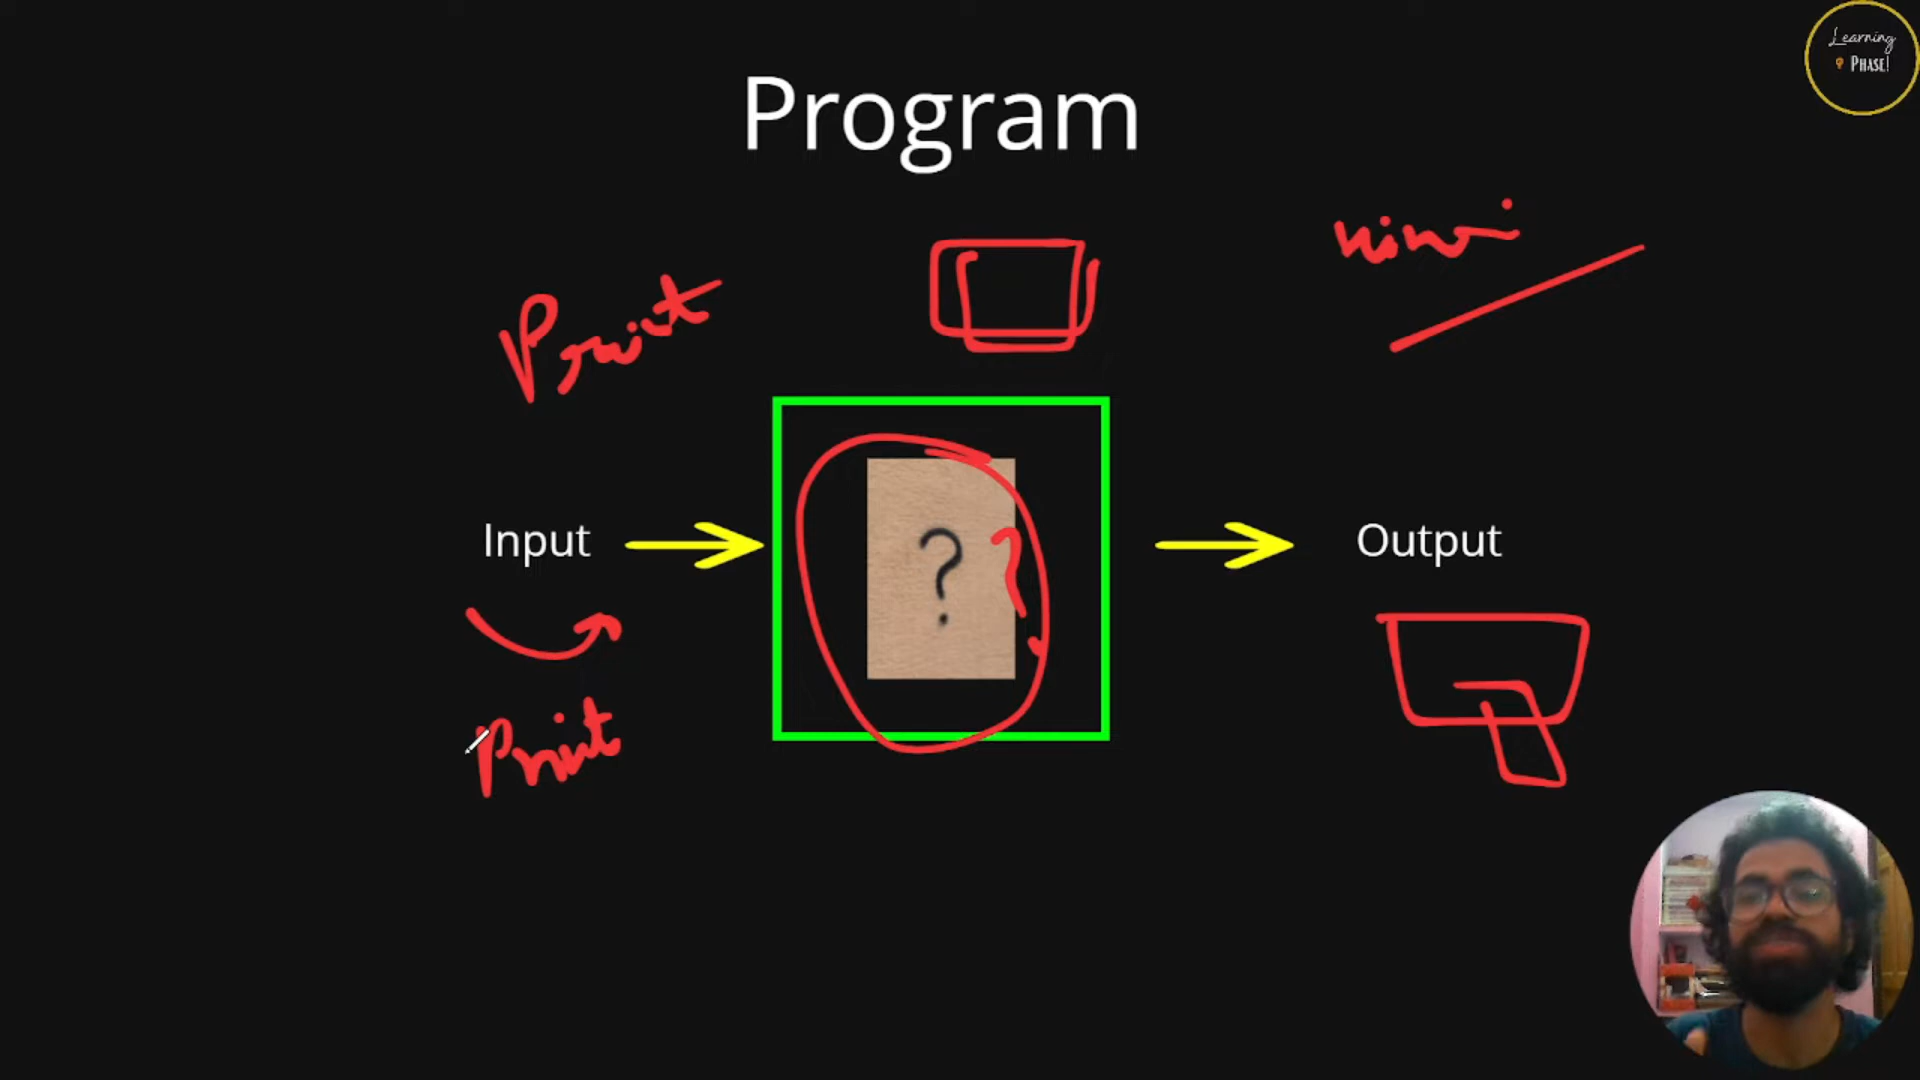 Learning
PHASE!
Program
Print
?
?
Input
Output
Print